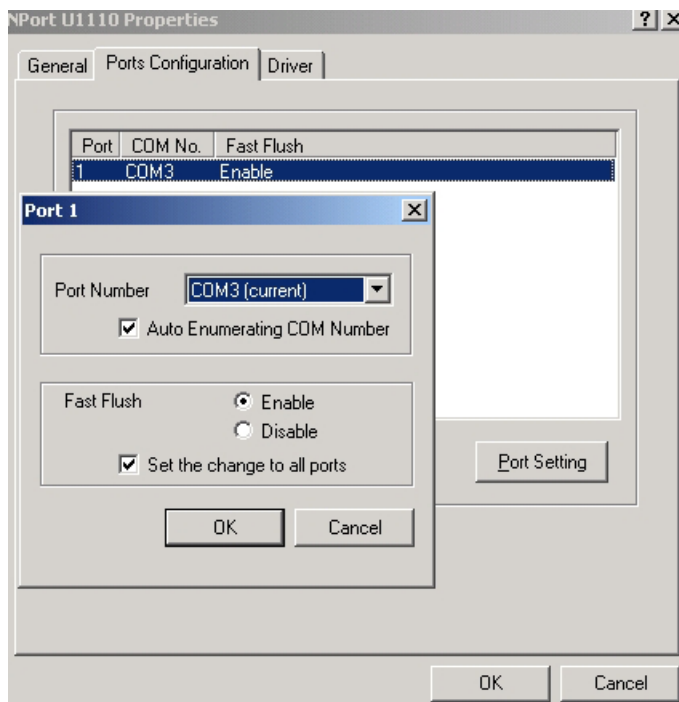 NPort U1110 Properties
General Ports Configuration Driver
Port COM No. Fast Flush
1 COM3 Enable
Port 1
Port Number COM3 (current)
Auto Enumerating COM Number
Fast Flush Enable
Disable
Set the change to all ports
Port Setting
OK Cancel
OK Cancel